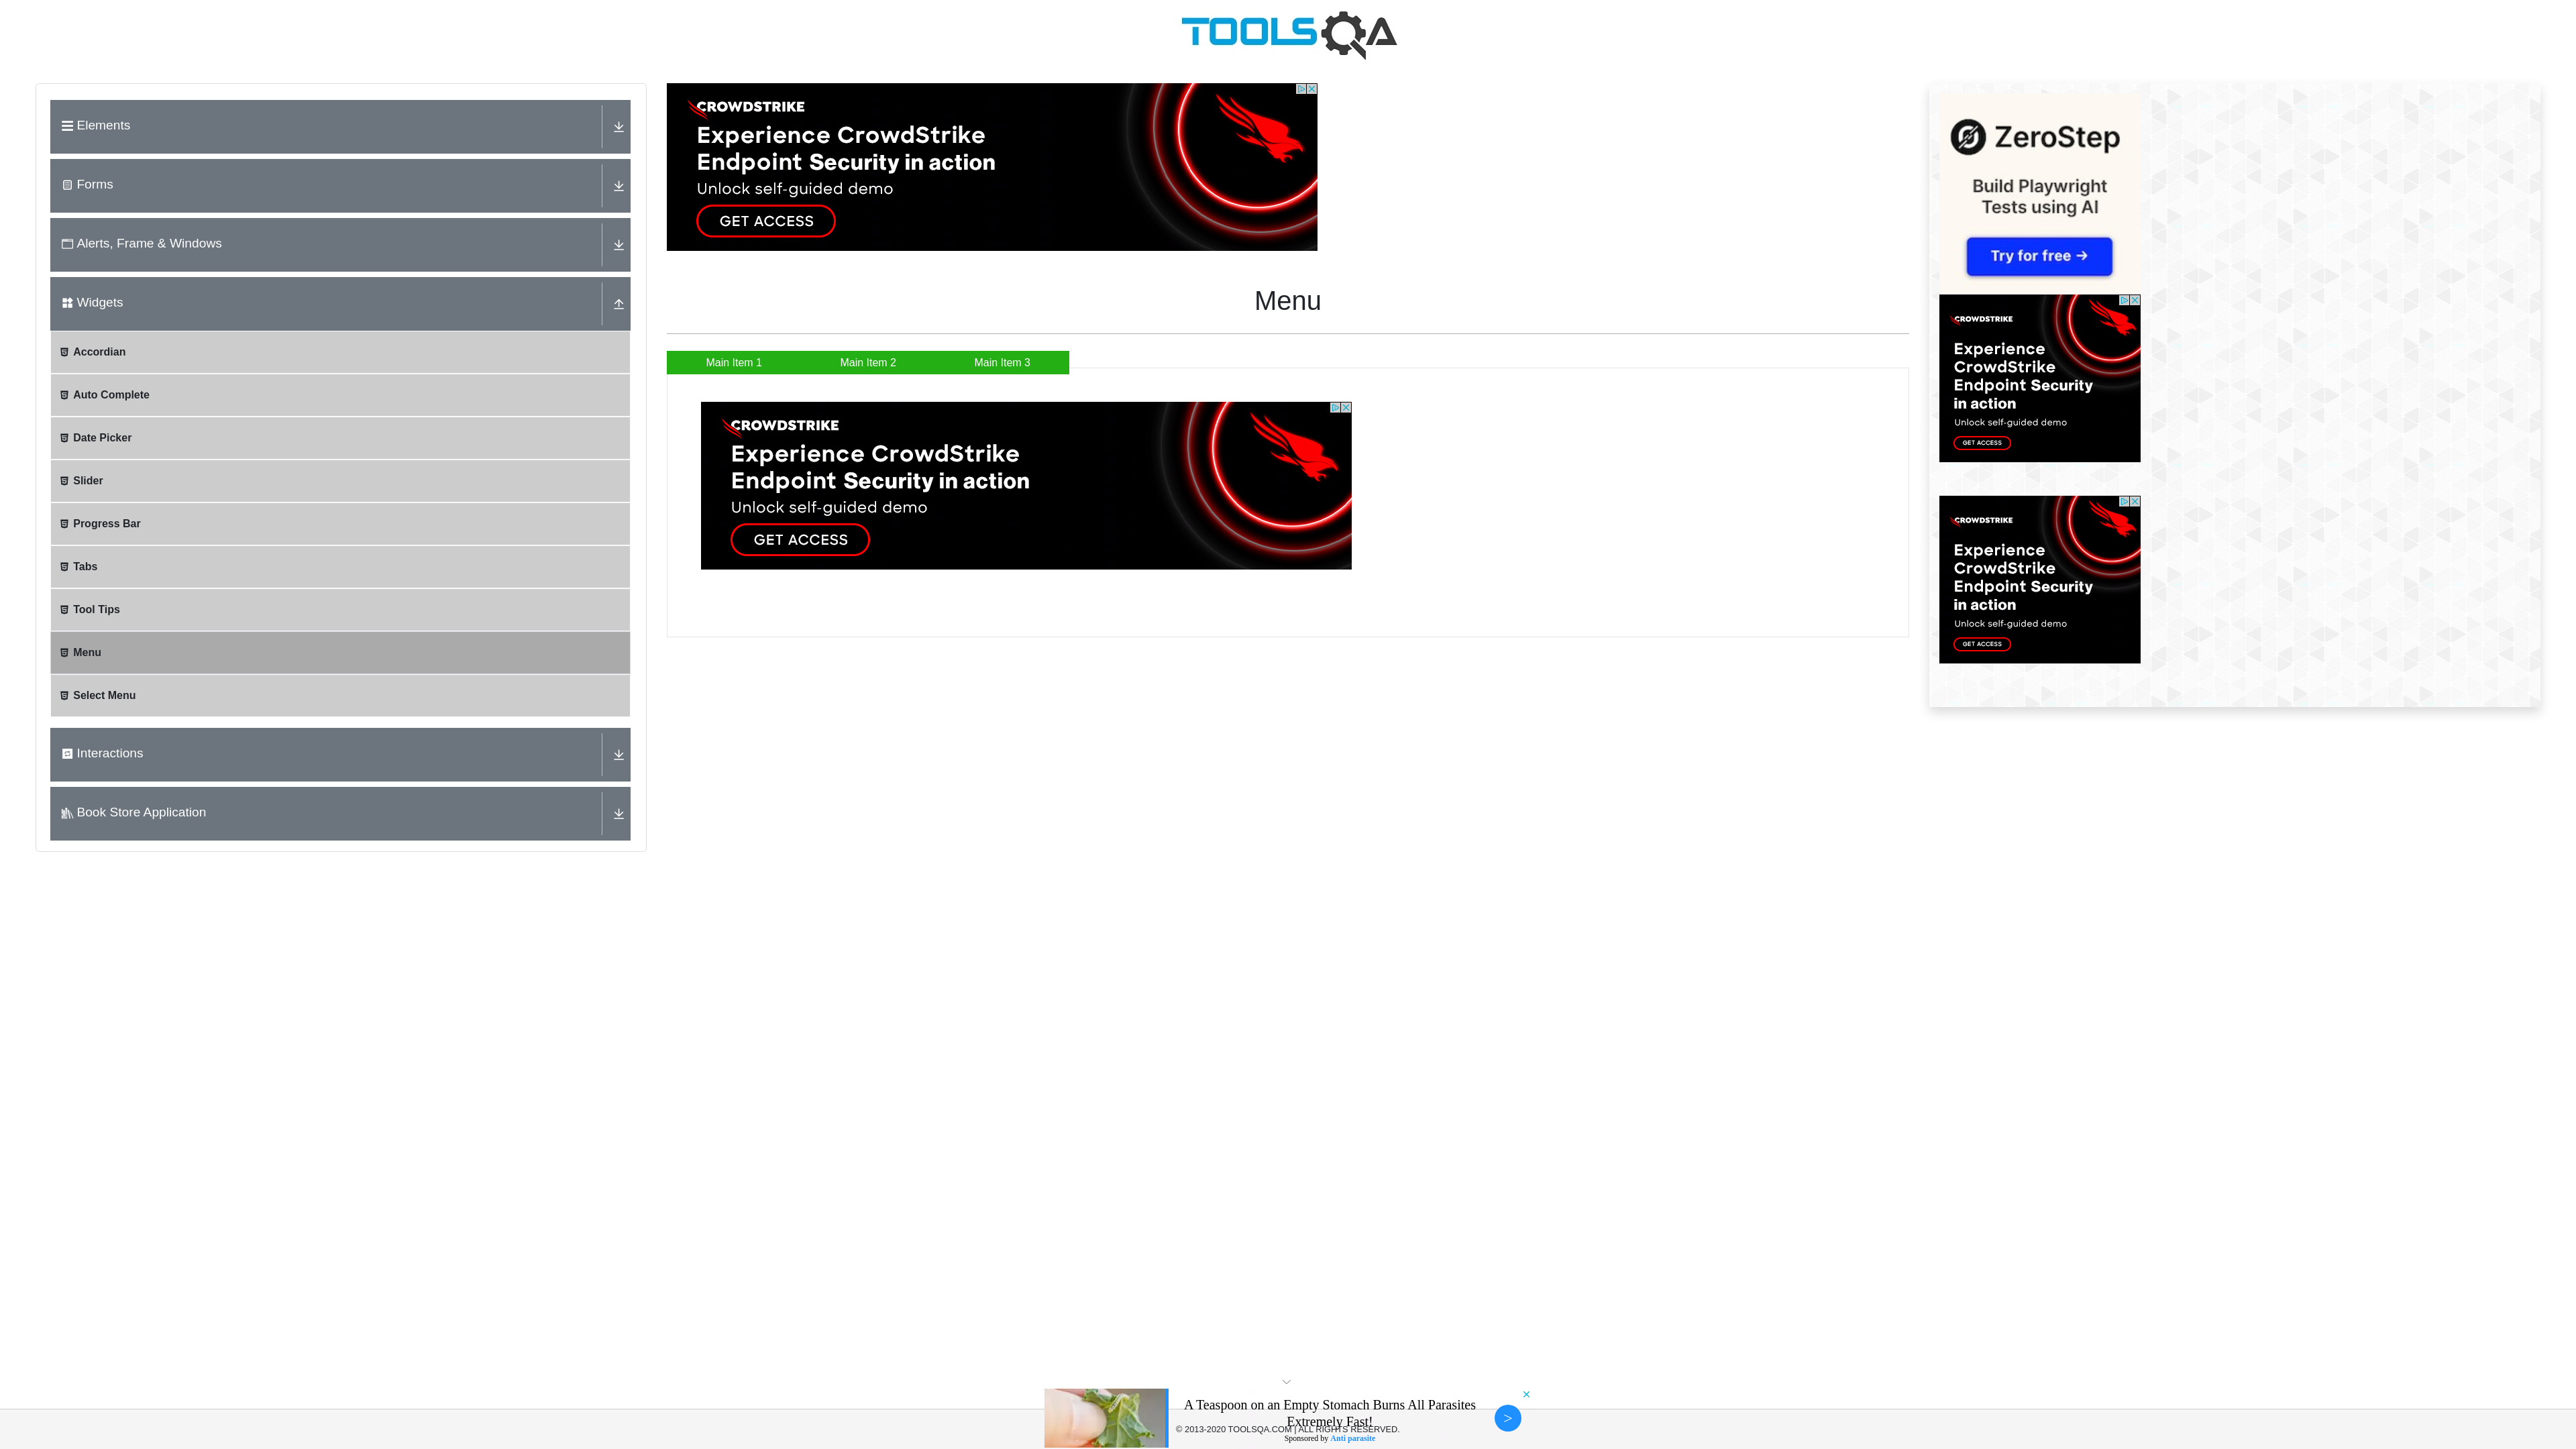 TOOLSQA
Elements
Forms
Alerts, Frame & Windows
Widgets
Accordian
Auto Complete
Date Picker
Slider
Progress Bar
Tabs
Tool Tips
Menu
Select Menu
Interactions
Book Store Application
CROWDSTRIKE
Experience CrowdStrike
Endpoint Security in action
Unlock self-guided demo
GET ACCESS
Menu
Main Item 1
Main Item 2
Main Item 3
CROWDSTRIKE
Experience CrowdStrike
Endpoint Security in action
Unlock self-guided demo
GET ACCESS
ZeroStep
Build Playwright
Tests using AI
Try for free →
CROWDSTRIKE
Experience
CrowdStrike
Endpoint Security
in action
Unlock self-guided demo
GET ACCESS
CROWDSTRIKE
Experience
CrowdStrike
Endpoint Security
in action
Unlock self-guided demo
GET ACCESS
A Teaspoon on an Empty Stomach Burns All Parasites
Extremely Fast!
© 2013-2020 TOOLSQA.COM | ALL RIGHTS RESERVED.
Sponsored by Anti parasite